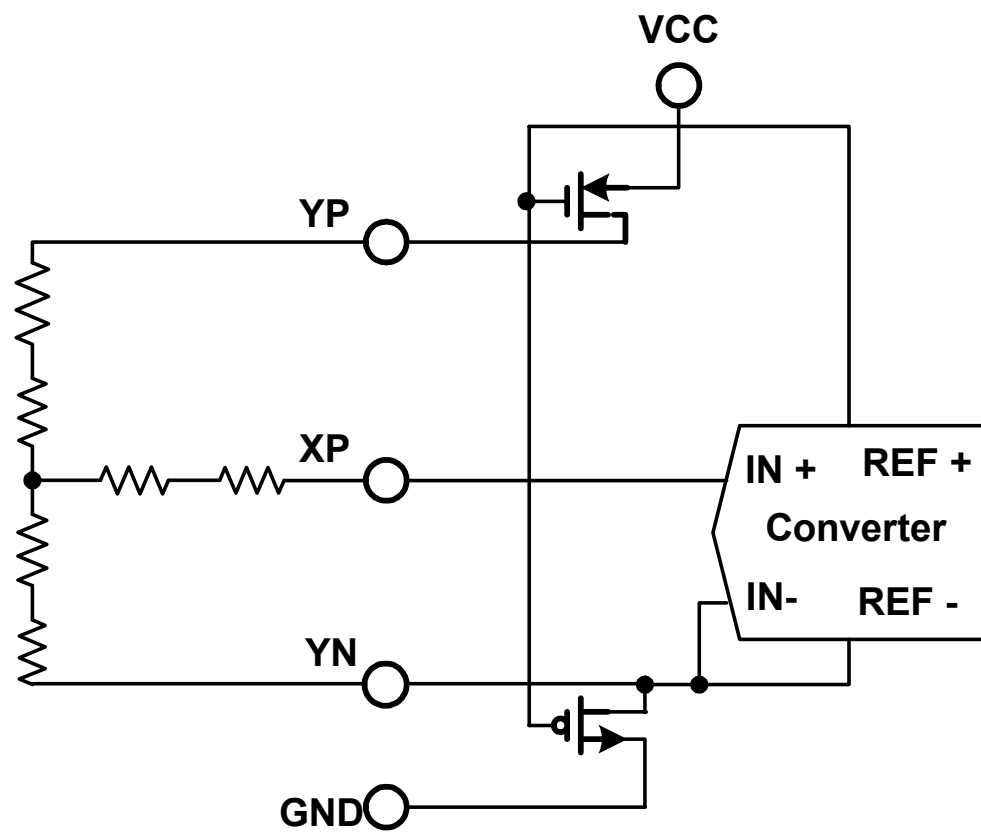 VCC
YP
XP
IN +
REF +
Converter
IN-
REF -
YN
GND